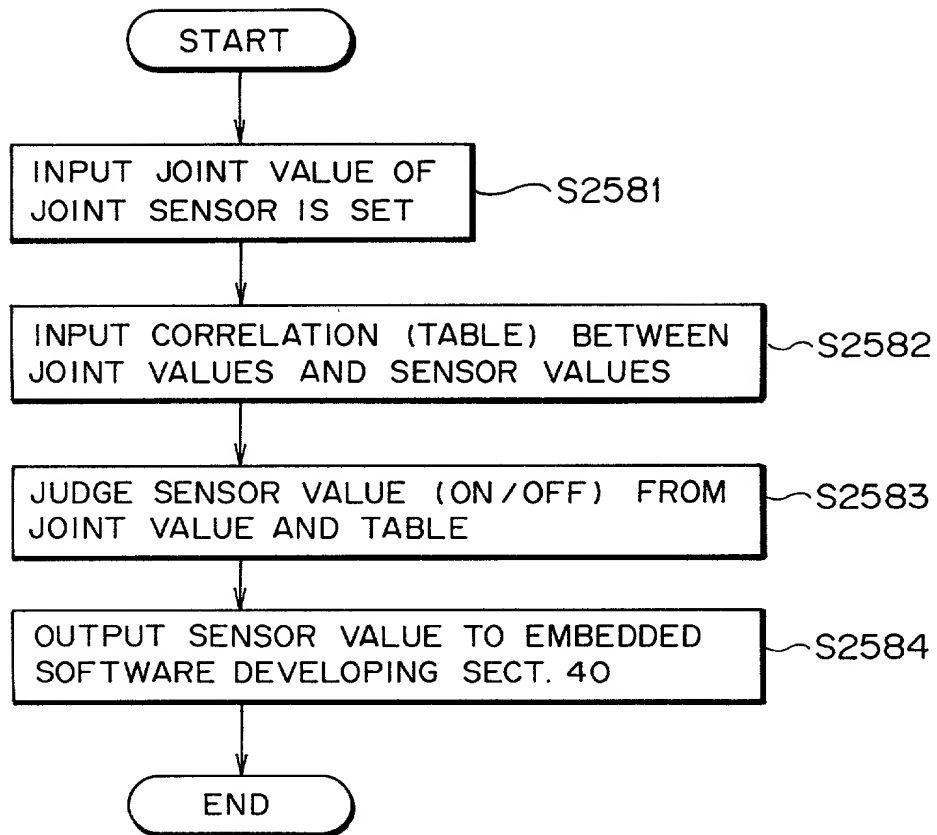 START
INPUT JOINT VALUE OF
JOINT SENSOR IS SET
S2581
INPUT CORRELATION (TABLE) BETWEEN
JOINT VALUES AND SENSOR VALUES
S2582
JUDGE SENSOR VALUE (ON/OFF) FROM
JOINT VALUE AND TABLE
S2583
OUTPUT SENSOR VALUE TO EMBEDDED
SOFTWARE DEVELOPING SECT. 40
S2584
END